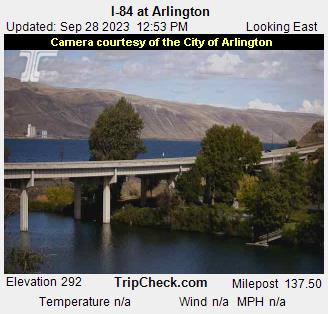 I-84 at Arlington
Updated: Sep 28 2023 12:53 PM Looking East
Camera courtesy of the City of Arlington
Elevation 292 TripCheck.com Milepost 137.50
Temperature n/a Wind n/a MPH n/a